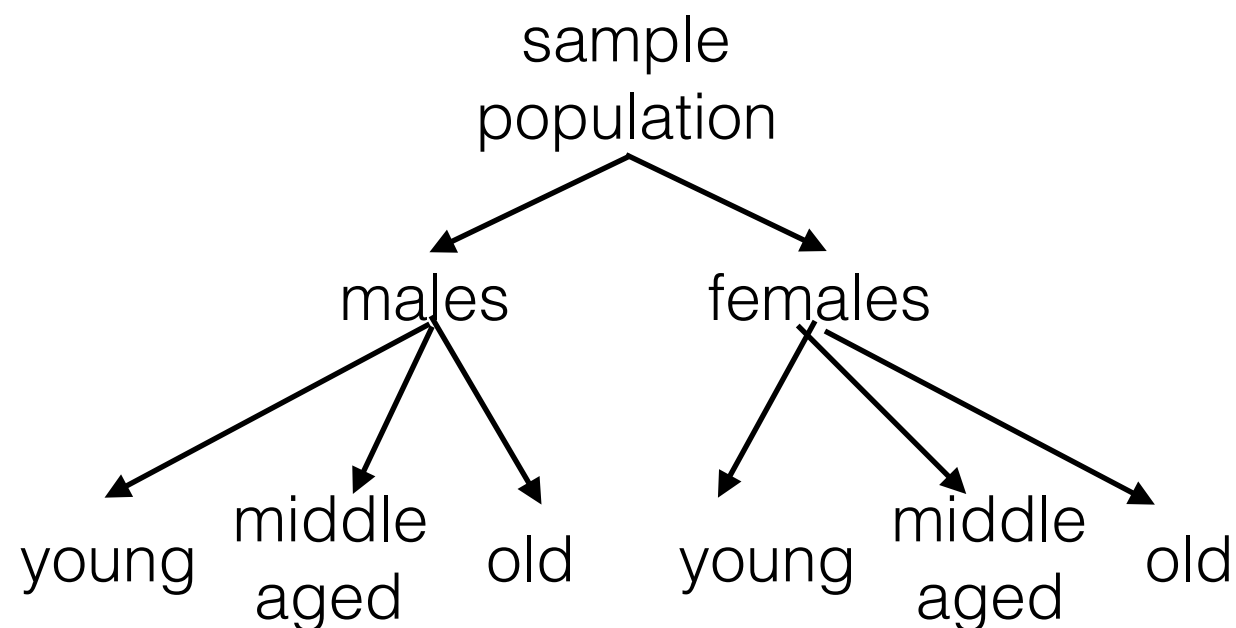 sample
population
males
females
young
middle
aged
old
young
middle
aged
old